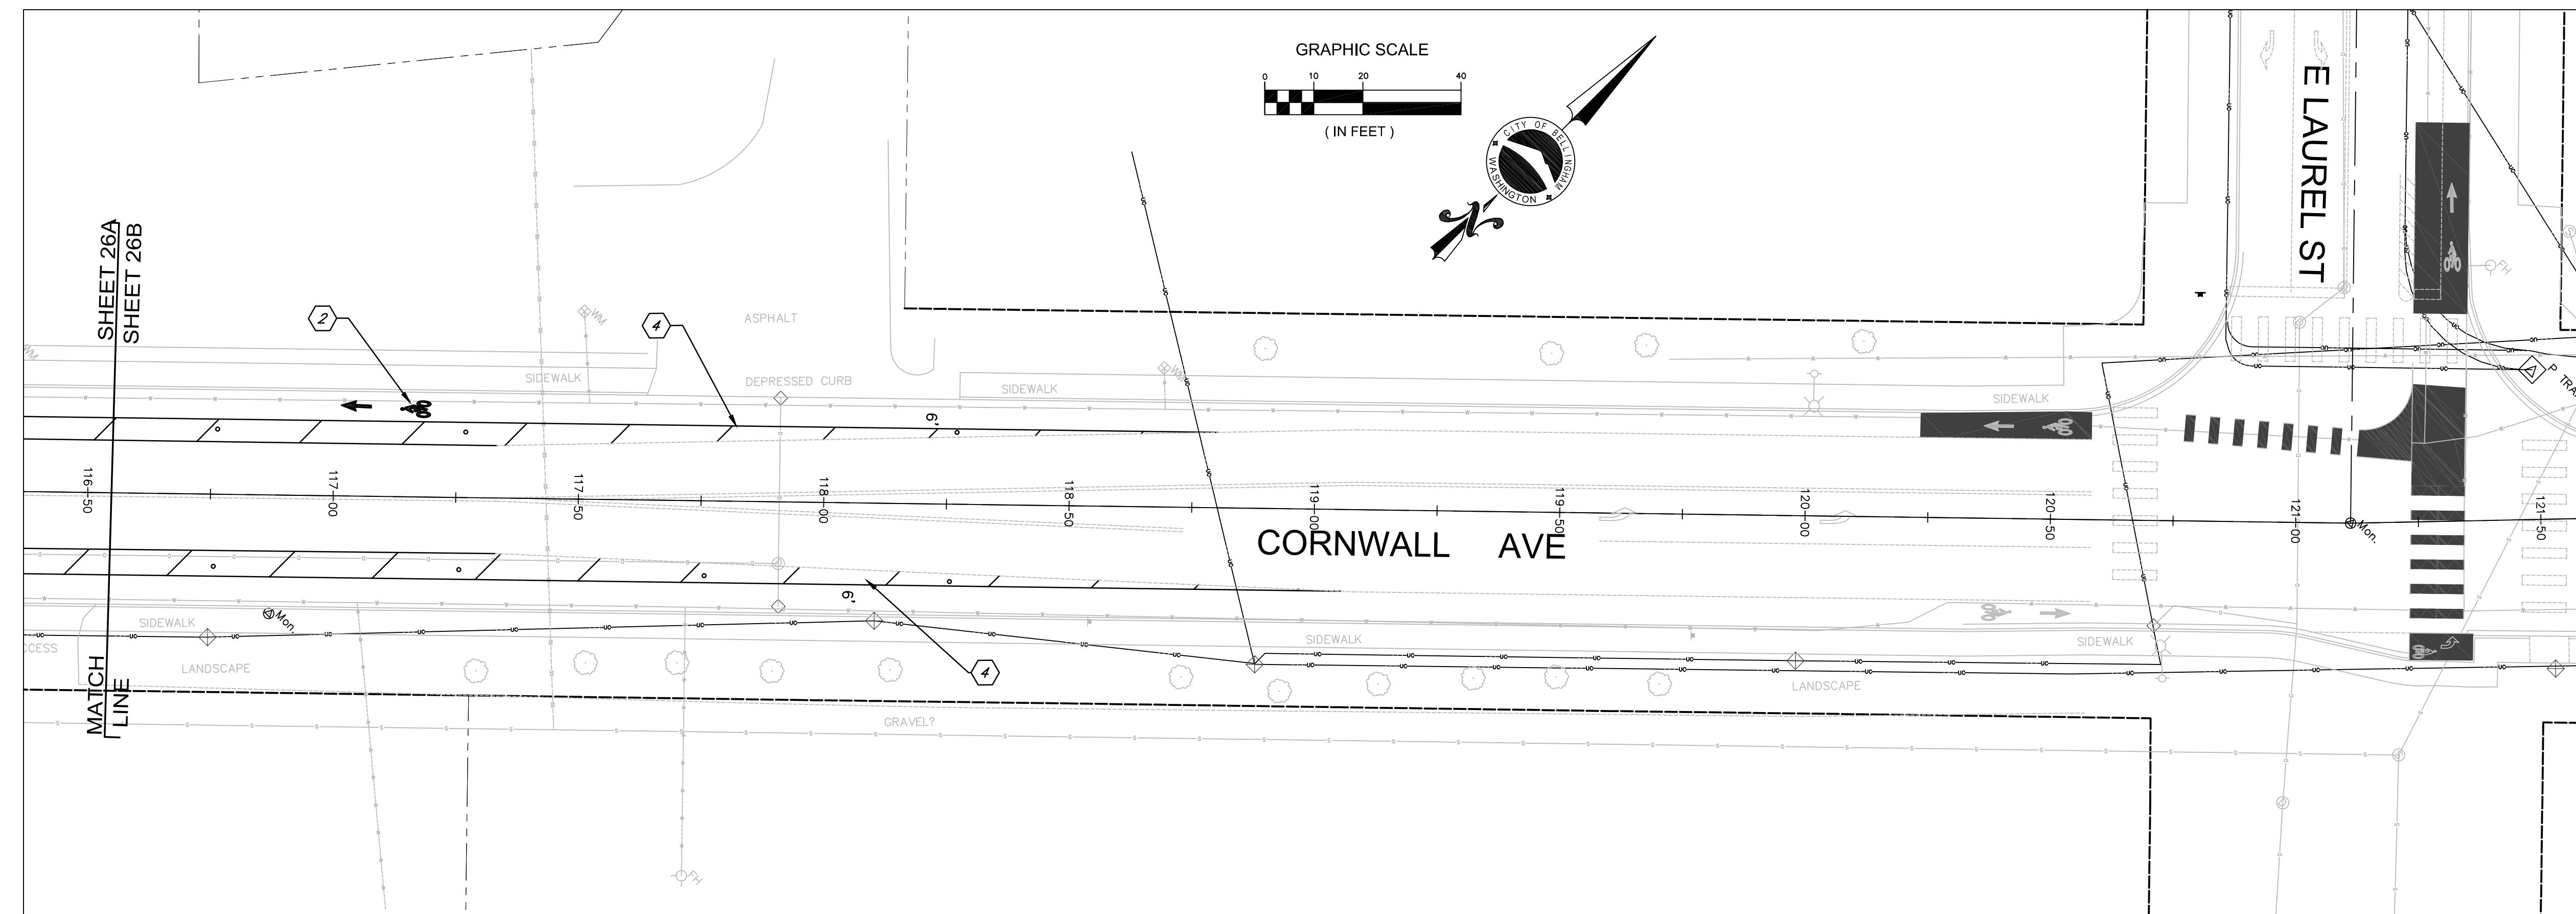 GRAPHIC SCALE
0 10 20 40
( IN FEET )
CITY OF BELLINGHAM
WASHINGTON
N
E LAUREL ST
SHEET 26A
SHEET 26B
2
4
ASPHALT
WM
WM
WM
FH
SIDEWALK
DEPRESSED CURB
SIDEWALK
SIDEWALK
P TRA
6'
116+50
117+00
117+50
118+00
118+50
119+00
119+50
120+00
120+50
121+00
121+50
Mon.
CORNWALL AVE
6'
Mon.
SIDEWALK
SIDEWALK
SIDEWALK
CCESS
LANDSCAPE
4
LANDSCAPE
MATCH
LINE
GRAVEL?
FH